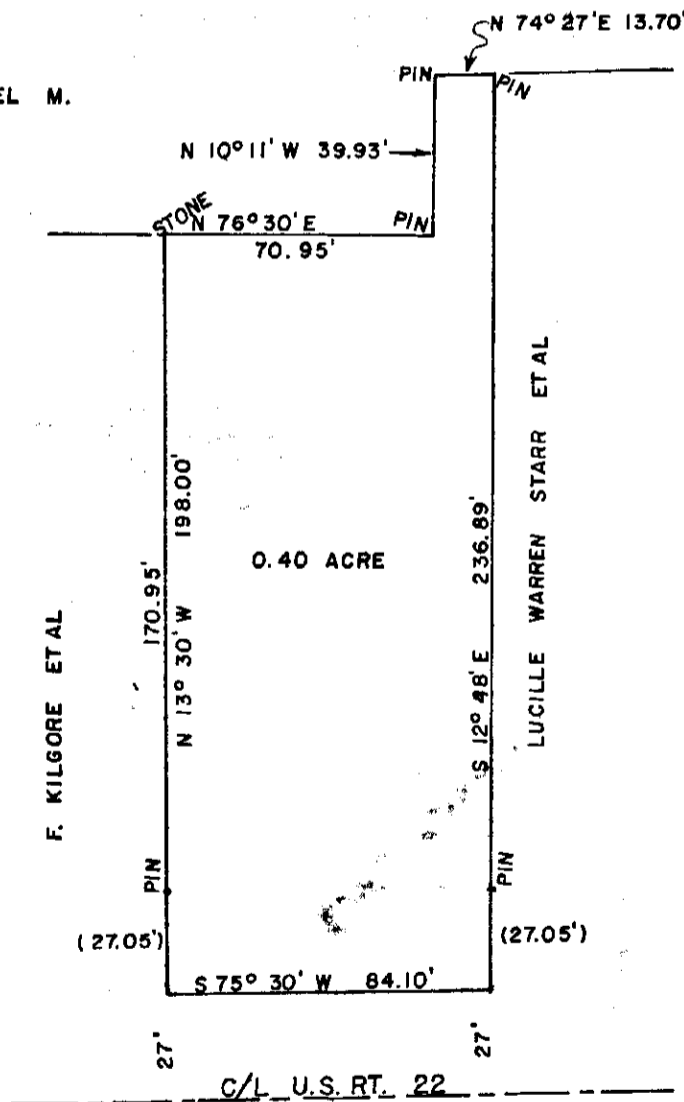 N 74° 27' E 13.70'
EL M.
PIN
PIN
N 10° 11' W 39.93'
STONE
N 76° 30' E
PIN
70.95'
LUCILLE WARREN STARR ET AL
198.00'
170.95'
N 13° 30' W
236.89'
S 12° 48' E
0.40 ACRE
F. KILGORE ET AL
PIN
PIN
(27.05')
(27.05')
S 75° 30' W 84.10'
27'
27'
C/L U.S. RT. 22